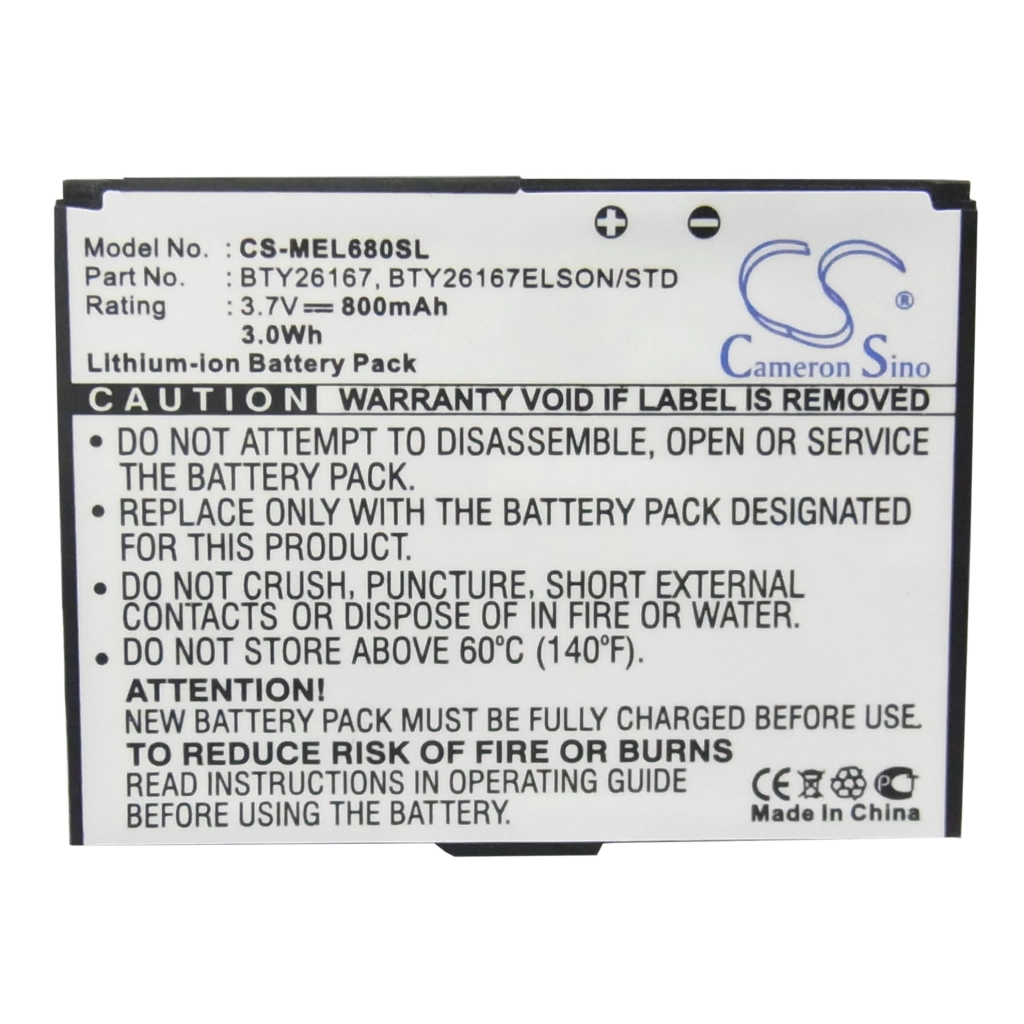 Model No. : CS-MEL680SL
Part No. : BTY26167, BTY26167ELSON/STD
Rating : 3.7V⎓800mAh
3.0Wh
Lithium-ion Battery Pack
+ −
CS ®
Cameron Sino
CAUTION WARRANTY VOID IF LABEL IS REMOVED
• DO NOT ATTEMPT TO DISASSEMBLE, OPEN OR SERVICE
THE BATTERY PACK.
• REPLACE ONLY WITH THE BATTERY PACK DESIGNATED
FOR THIS PRODUCT.
• DO NOT CRUSH, PUNCTURE, SHORT EXTERNAL
CONTACTS OR DISPOSE OF IN FIRE OR WATER.
• DO NOT STORE ABOVE 60°C (140°F).
ATTENTION!
NEW BATTERY PACK MUST BE FULLY CHARGED BEFORE USE.
TO REDUCE RISK OF FIRE OR BURNS
READ INSTRUCTIONS IN OPERATING GUIDE
BEFORE USING THE BATTERY.
CE
Made In China